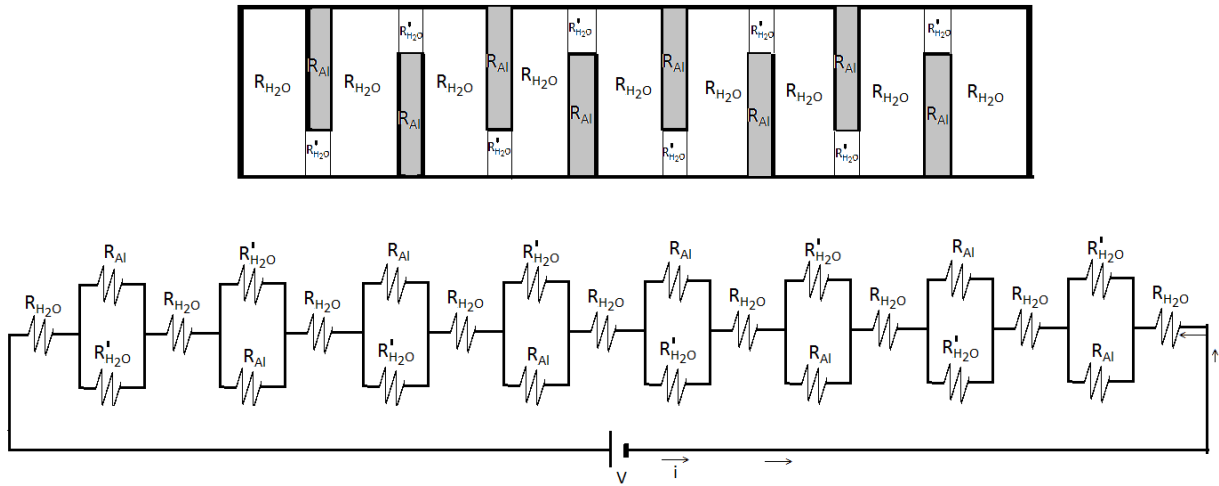 R'H₂O R'H₂O R'H₂O R'H₂O
RAl RAl RAl RAl
RH₂O RH₂O RH₂O RH₂O RH₂O RH₂O RH₂O RH₂O RH₂O
RAl RAl RAl RAl
R'H₂O R'H₂O R'H₂O R'H₂O
RAl R'H₂O RAl R'H₂O RAl R'H₂O RAl R'H₂O
RH₂O RH₂O RH₂O RH₂O RH₂O RH₂O RH₂O RH₂O RH₂O
R'H₂O RAl R'H₂O RAl R'H₂O RAl R'H₂O RAl
V i